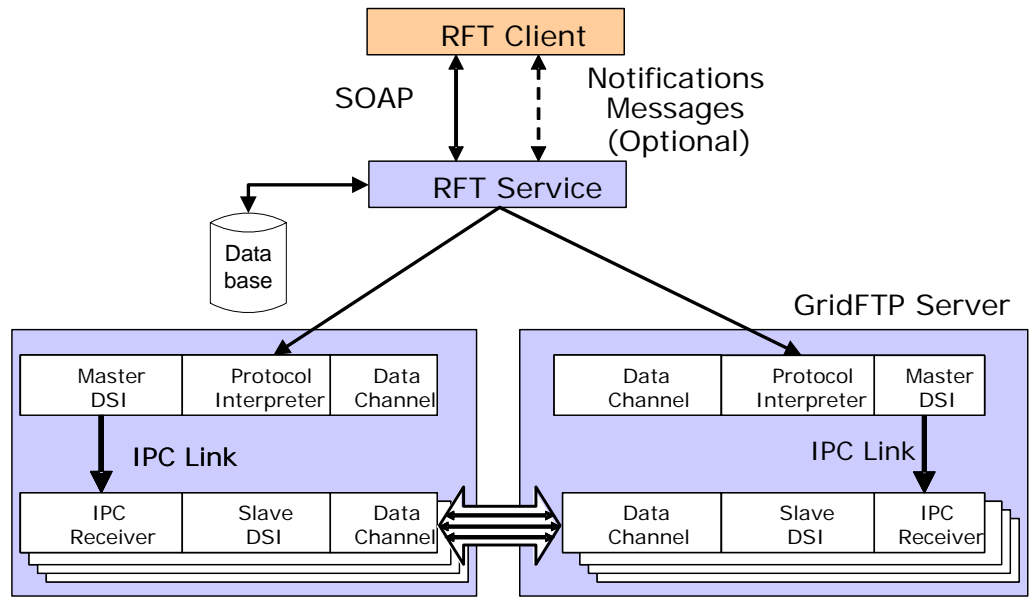 RFT Client
SOAP
Notifications
Messages
(Optional)
RFT Service
Data
base
GridFTP Server
Master
DSI
Protocol
Interpreter
Data
Channel
Data
Channel
Protocol
Interpreter
Master
DSI
IPC Link
IPC Link
IPC
Receiver
Slave
DSI
Data
Channel
Data
Channel
Slave
DSI
IPC
Receiver